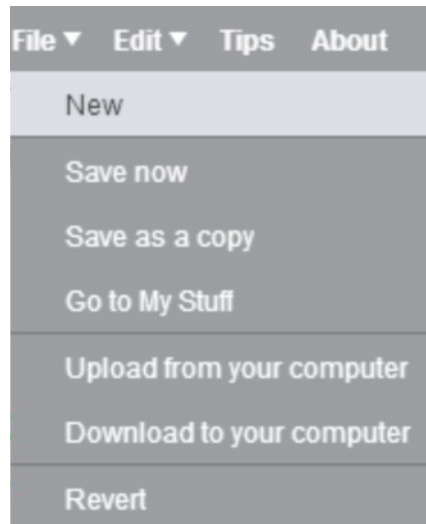 File ▼ Edit ▼ Tips About
New
Save now
Save as a copy
Go to My Stuff
Upload from your computer
Download to your computer
Revert